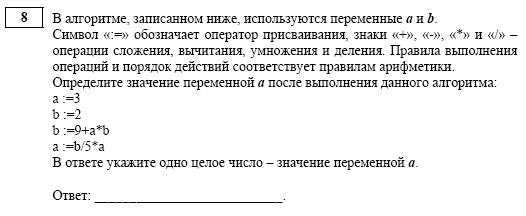 8 В алгоритме, записанном ниже, используются переменные a и b.
Символ «:=» обозначает оператор присваивания, знаки «+», «-», «*» и «/» –
операции сложения, вычитания, умножения и деления. Правила выполнения
операций и порядок действий соответствует правилам арифметики.
Определите значение переменной a после выполнения данного алгоритма:
a :=3
b :=2
b :=9+a*b
a :=b/5*a
В ответе укажите одно целое число – значение переменной a.
Ответ: ____________________________.